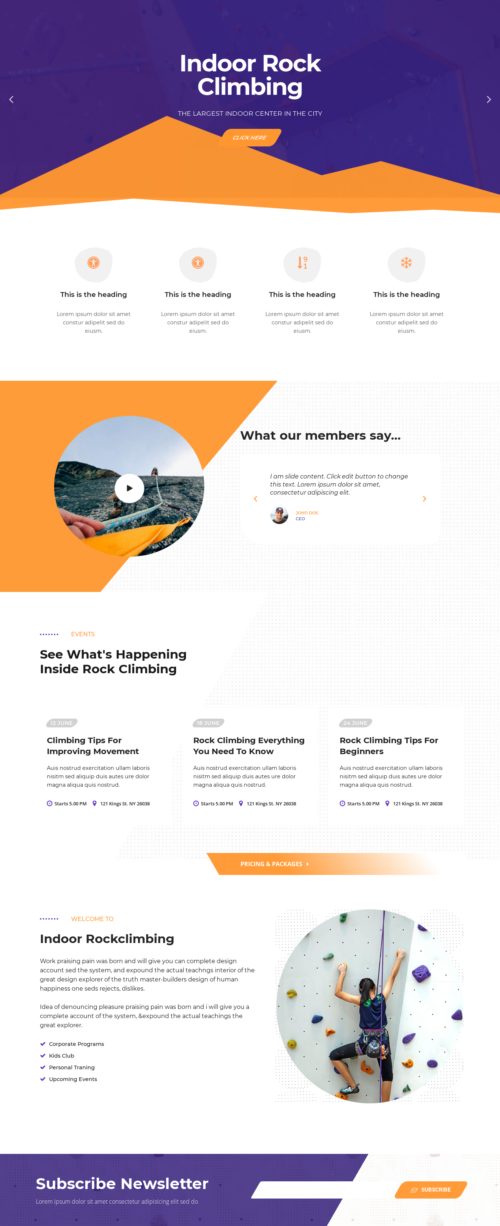 Indoor Rock
Climbing
THE LARGEST INDOOR CENTER IN THE CITY
CLICK HERE
This is the heading
This is the heading
This is the heading
This is the heading
Lorem ipsum dolor sit amet
constur adipelit sed do
eiusm.
Lorem ipsum dolor sit amet
constur adipelit sed do
eiusm.
Lorem ipsum dolor sit amet
constur adipelit sed do
eiusm.
Lorem ipsum dolor sit amet
constur adipelit sed do
eiusm.
What our members say...
I am slide content. Click edit button to change
this text. Lorem ipsum dolor sit amet,
consectetur adipiscing elit.
JOHN DOE
CEO
EVENTS
See What's Happening
Inside Rock Climbing
12 JUNE
Climbing Tips For
Improving Movement
Auis nostrud exercitation ullam laboris
nisitm sed aliquip duis autes ure dolor
magna aliqua quis nostrud.
Starts 5.00 PM 121 Kings St. NY 26038
18 JUNE
Rock Climbing Everything
You Need To Know
Auis nostrud exercitation ullam laboris
nisitm sed aliquip duis autes ure dolor
magna aliqua quis nostrud.
Starts 5.00 PM 121 Kings St. NY 26038
24 JUNE
Rock Climbing Tips For
Beginners
Auis nostrud exercitation ullam laboris
nisitm sed aliquip duis autes ure dolor
magna aliqua quis nostrud.
Starts 5.00 PM 121 Kings St. NY 26038
PRICING & PACKAGES
WELCOME TO
Indoor Rockclimbing
Work praising pain was born and will give you can complete design
account sed the system, and expound the actual teachngs interior of the
great design explorer of the truth master-builders design of human
happiness one seds rejects, dislikes.
Idea of denouncing pleasure praising pain was born and i will give you a
complete account of the system, &expound the actual teachings the
great explorer.
Corporate Programs
Kids Club
Personal Traning
Upcoming Events
Subscribe Newsletter
Lorem ipsum dolor sit amet consectetur adipisicing elit sed do
SUBSCRIBE